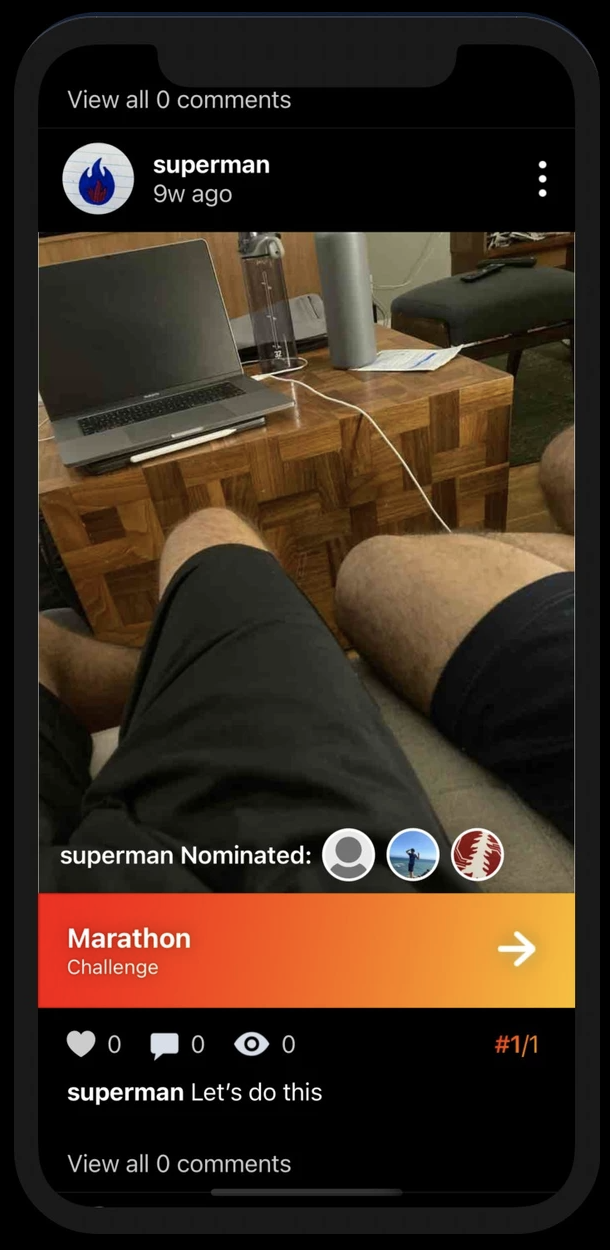 View all 0 comments
superman
9w ago
superman Nominated:
Marathon
Challenge
0 0 0 #1/1
superman Let’s do this
View all 0 comments